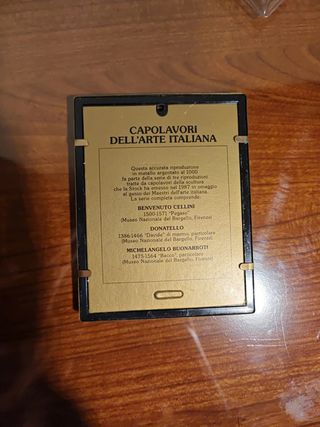 CAPOLAVORI
DELL'ARTE ITALIANA
Questa accurata riproduzione
in metallo argentato al 1000
fa parte della serie di tre riproduzioni
tratte da capolavori della scultura
che la Stock ha emesso nel 1987 in omaggio
al genio dei Maestri dell'arte italiana.
La serie completa comprende:
BENVENUTO CELLINI
1500-1571 "Pegaso"
(Museo Nazionale del Bargello, Firenze)
DONATELLO
1386-1466 "Davide" di marmo, particolare
(Museo Nazionale del Bargello, Firenze)
MICHELANGELO BUONARROTI
1475-1564 "Bacco", particolare
(Museo Nazionale del Bargello, Firenze)